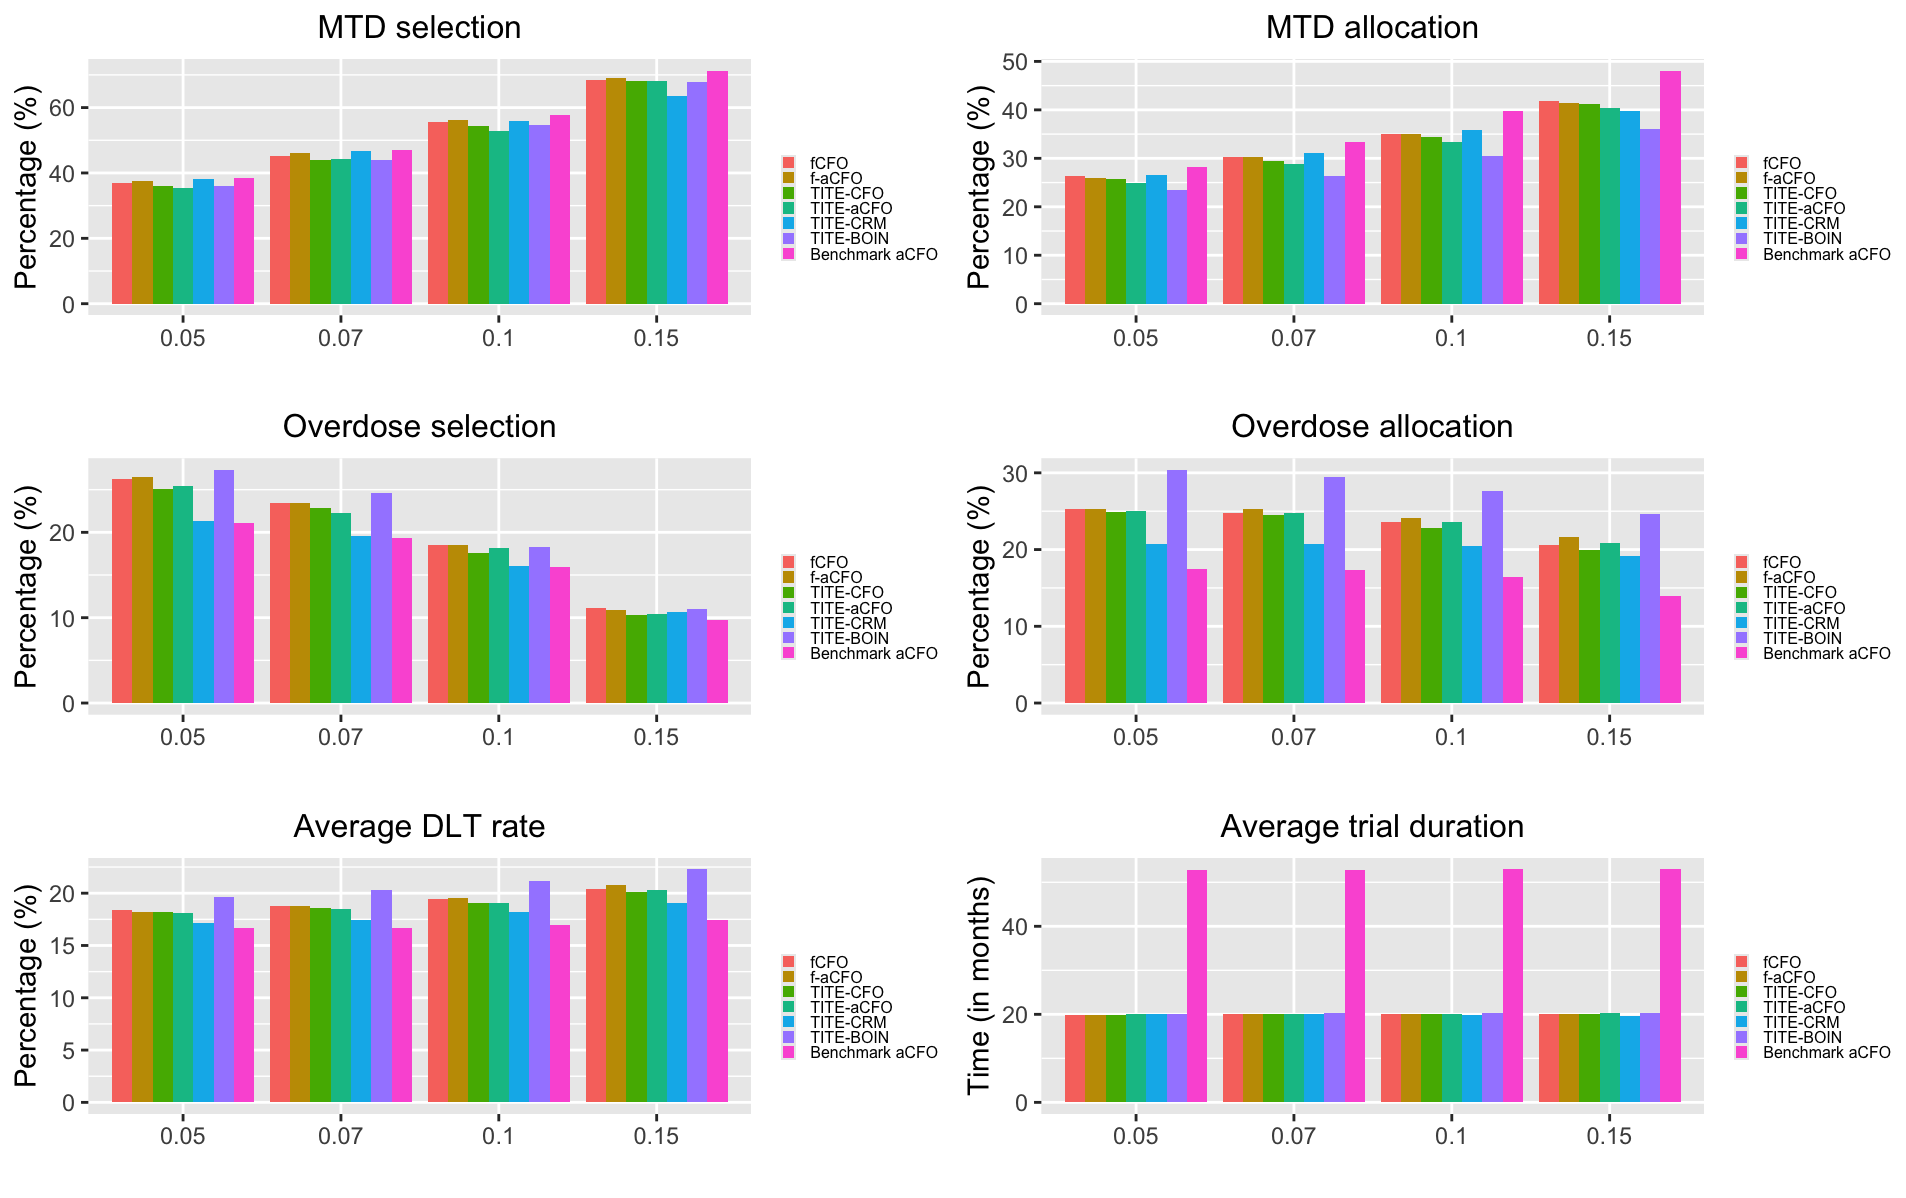 MTD selection
Percentage (%)
60
40
20
0
0.05 0.07 0.1 0.15
fCFO
f-aCFO
TITE-CFO
TITE-aCFO
TITE-CRM
TITE-BOIN
Benchmark aCFO
MTD allocation
Percentage (%)
50
40
30
20
10
0
0.05 0.07 0.1 0.15
fCFO
f-aCFO
TITE-CFO
TITE-aCFO
TITE-CRM
TITE-BOIN
Benchmark aCFO
Overdose selection
Percentage (%)
20
10
0
0.05 0.07 0.1 0.15
fCFO
f-aCFO
TITE-CFO
TITE-aCFO
TITE-CRM
TITE-BOIN
Benchmark aCFO
Overdose allocation
Percentage (%)
30
20
10
0
0.05 0.07 0.1 0.15
fCFO
f-aCFO
TITE-CFO
TITE-aCFO
TITE-CRM
TITE-BOIN
Benchmark aCFO
Average DLT rate
Percentage (%)
20
15
10
5
0
0.05 0.07 0.1 0.15
fCFO
f-aCFO
TITE-CFO
TITE-aCFO
TITE-CRM
TITE-BOIN
Benchmark aCFO
Average trial duration
Time (in months)
40
20
0
0.05 0.07 0.1 0.15
fCFO
f-aCFO
TITE-CFO
TITE-aCFO
TITE-CRM
TITE-BOIN
Benchmark aCFO